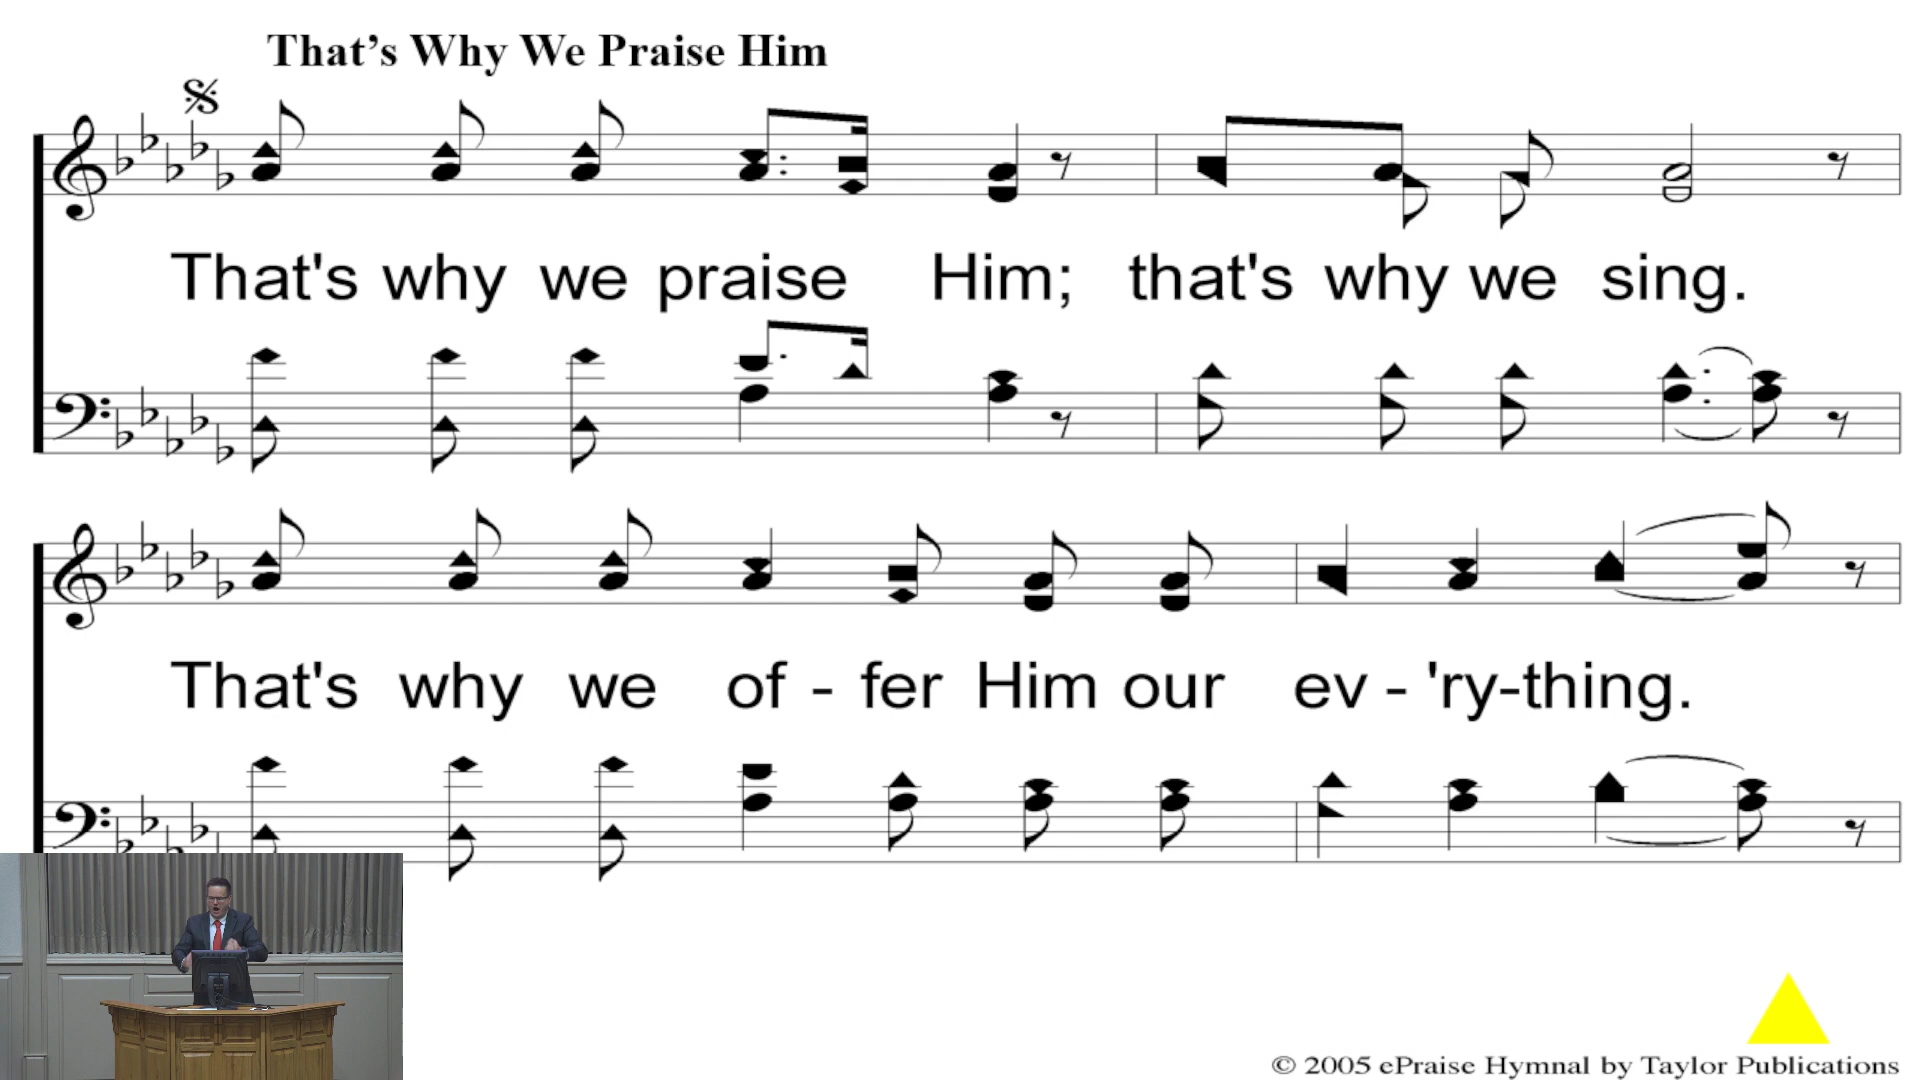 That’s Why We Praise Him
That's why we praise Him; that's why we sing.
That's why we of - fer Him our ev - 'ry-thing.
© 2005 ePraise Hymnal by Taylor Publications